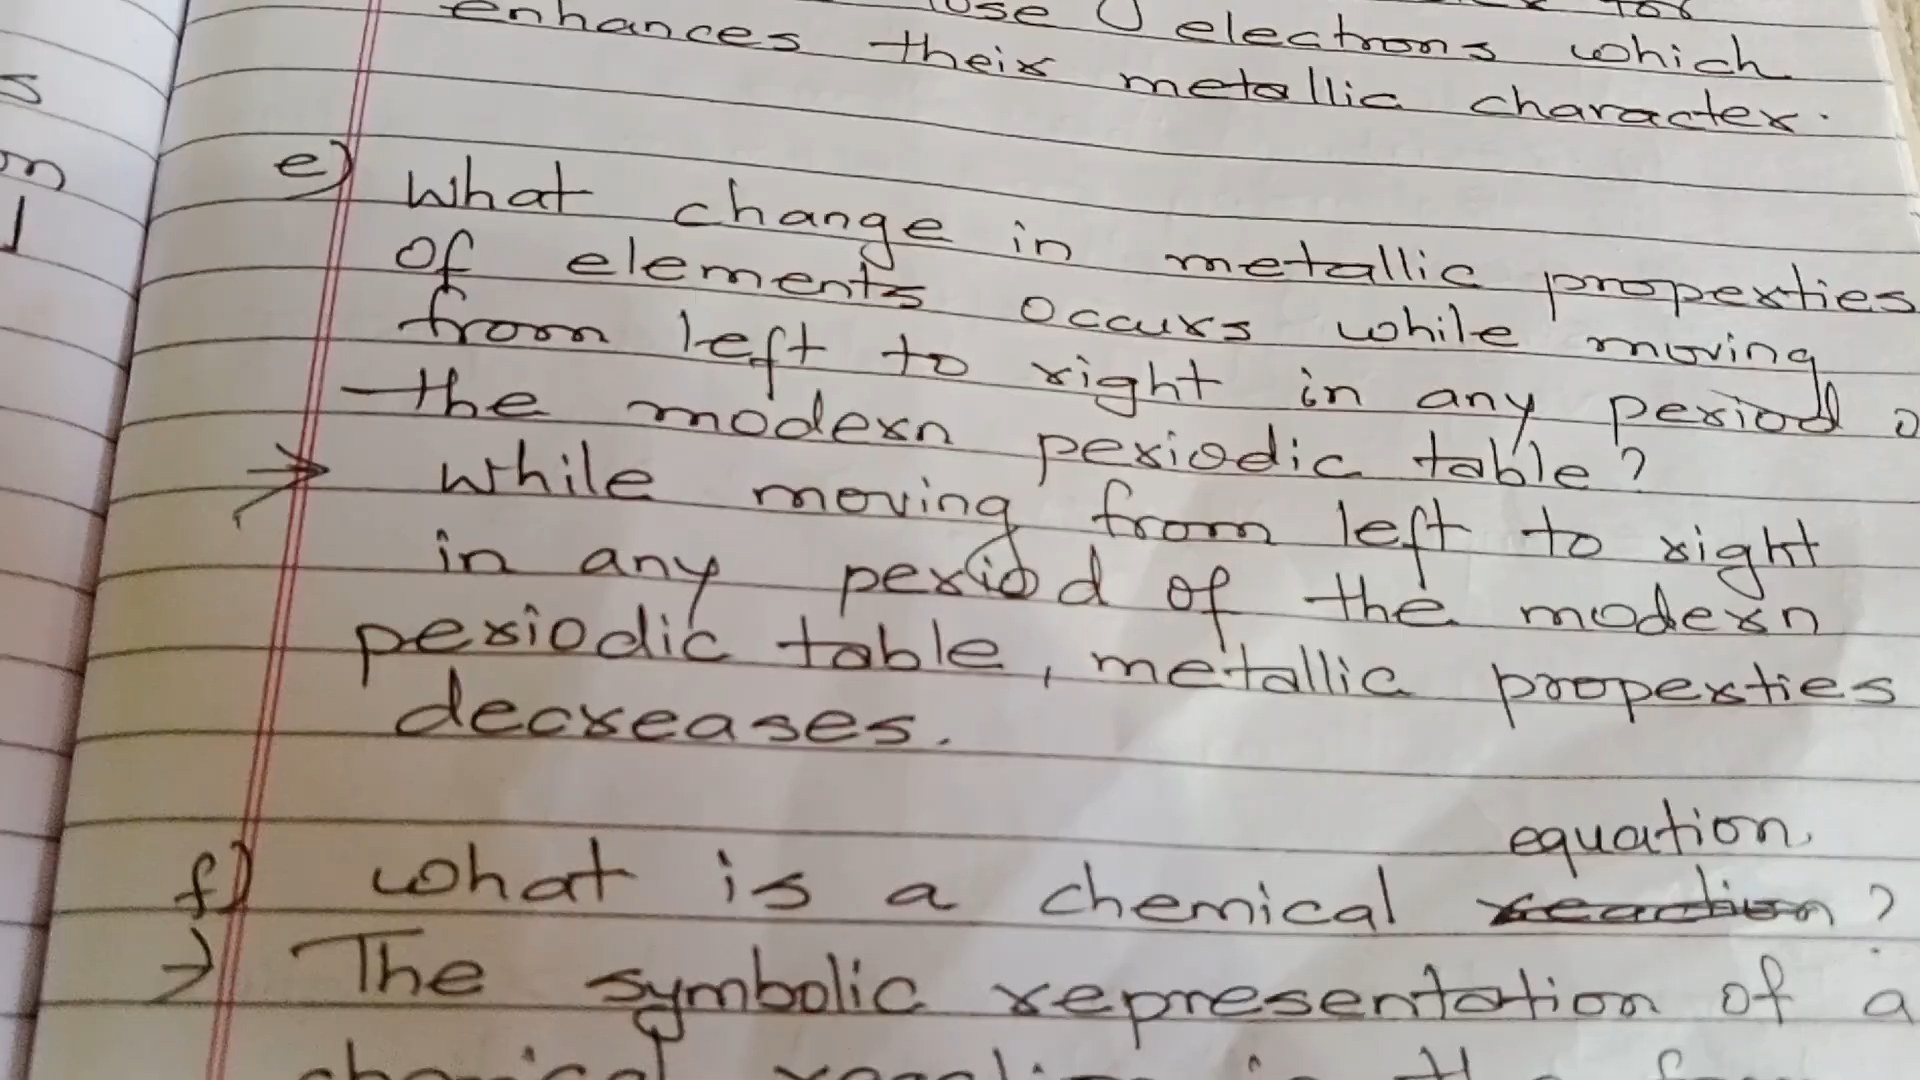 electrons which
enhances their metallic character.
e) What change in metallic properties
of elements occurs while moving
from left to right in any period
the modern periodic table?
→ While moving from left to right
in any period of the modern
periodic table, metallic properties
decreases.
equation
f) What is a chemical reaction?
→ The symbolic representation of a